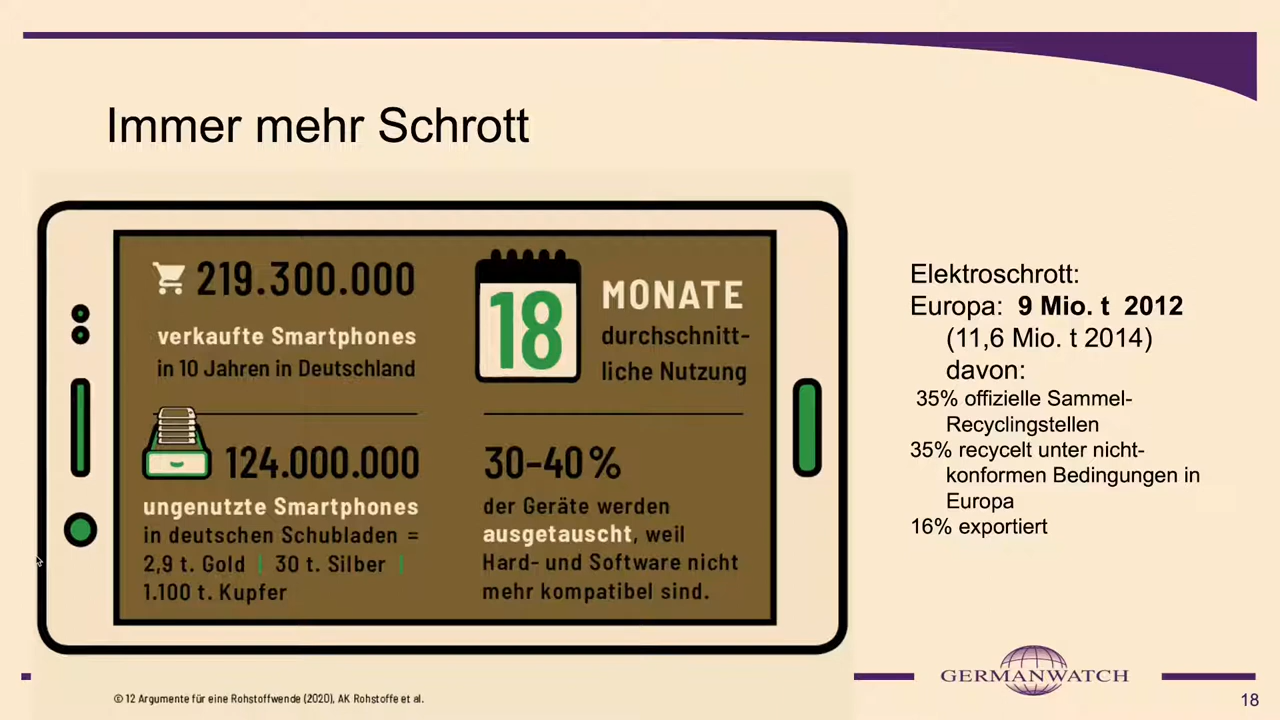 Immer mehr Schrott
219.300.000
verkaufte Smartphones
in 10 Jahren in Deutschland
18
MONATE
durchschnitt-
liche Nutzung
124.000.000
ungenutzte Smartphones
in deutschen Schubladen =
2,9 t. Gold | 30 t. Silber |
1.100 t. Kupfer
30–40%
der Geräte werden
ausgetauscht, weil
Hard- und Software nicht
mehr kompatibel sind.
Elektroschrott:
Europa: 9 Mio. t 2012
(11,6 Mio. t 2014)
davon:
35% offizielle Sammel-
Recyclingstellen
35% recycelt unter nicht-
konformen Bedingungen in
Europa
16% exportiert
© 12 Argumente für eine Rohstoffwende (2020), AK Rohstoffe et al.
GERMANWATCH
18